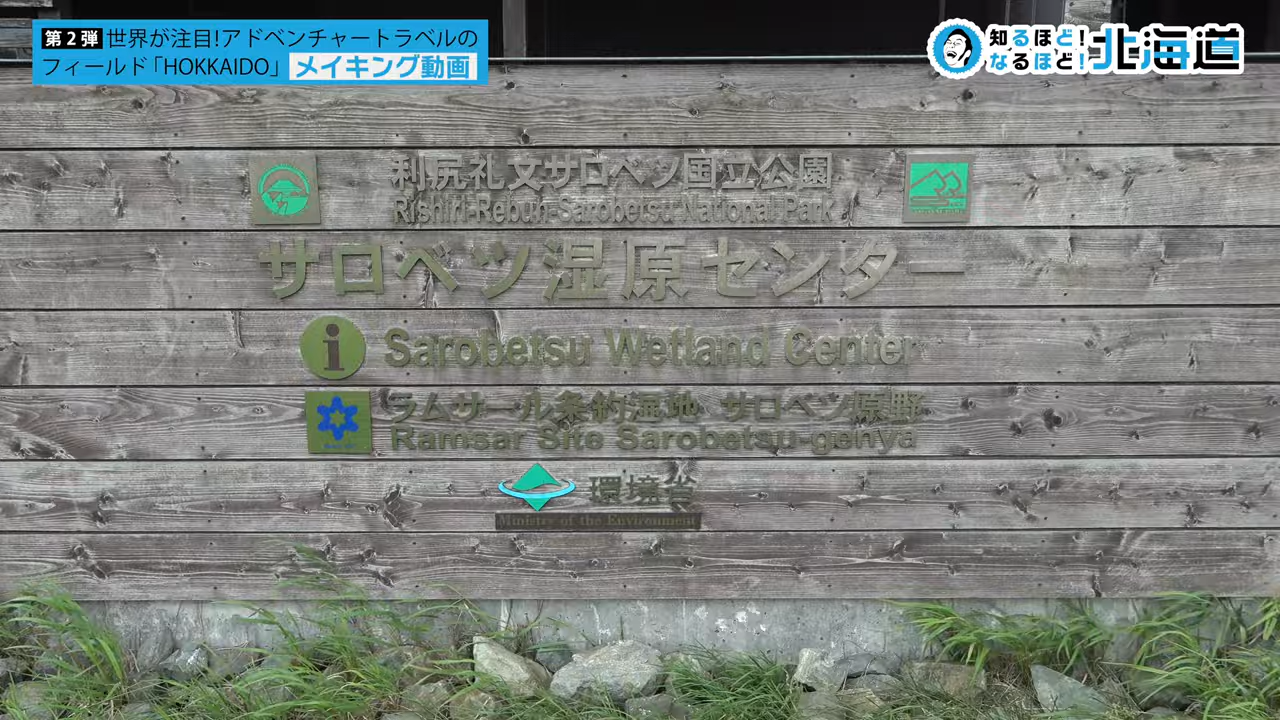 第2弾 世界が注目!アドベンチャートラベルの
フィールド「HOKKAIDO」 メイキング動画
知るほど!
なるほど!
北海道
利尻礼文サロベツ国立公園
Rishiri-Rebun-Sarobetsu National Park
サロベツ湿原センター
i Sarobetsu Wetland Center
ラムサール条約湿地 サロベツ原野
Ramsar Site Sarobetsu-genya
環境省
Ministry of the Environment